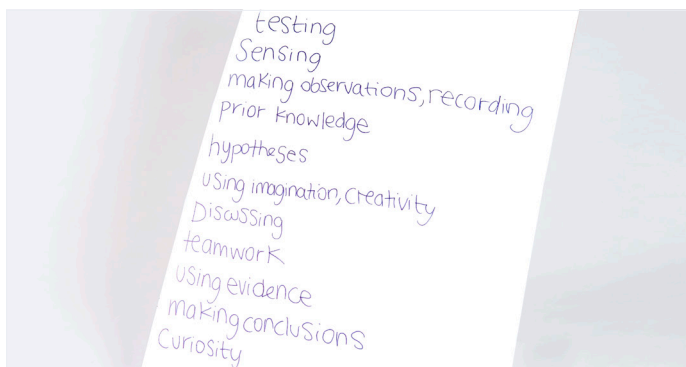 testing
Sensing
making observations, recording
prior knowledge
hypotheses
using imagination, creativity
Discussing
teamwork
using evidence
making conclusions
Curiosity